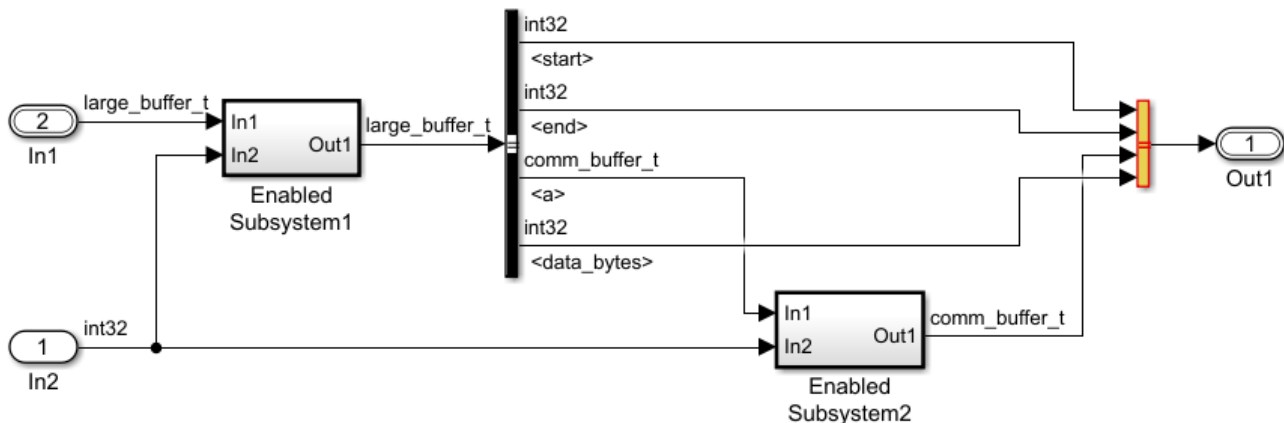 int32
<start>
large_buffer_t
2
In1
In1
In2
Out1
Enabled
Subsystem1
large_buffer_t
int32
<end>
comm_buffer_t
<a>
int32
<data_bytes>
1
Out1
int32
1
In2
In1
In2
Out1
Enabled
Subsystem2
comm_buffer_t